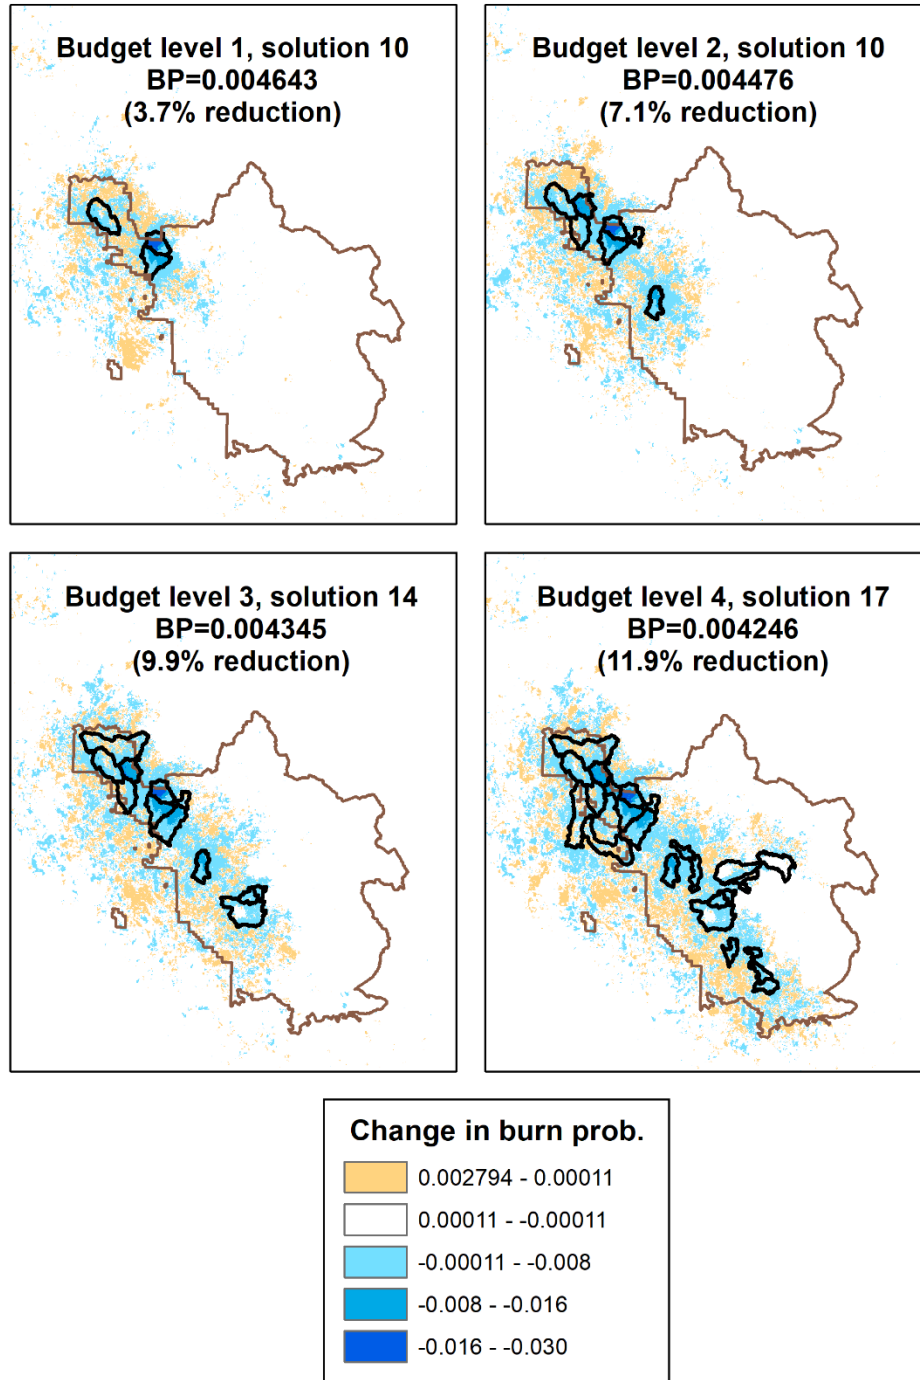 Budget level 1, solution 10
BP=0.004643
(3.7% reduction)
Budget level 2, solution 10
BP=0.004476
(7.1% reduction)
Budget level 3, solution 14
BP=0.004345
(9.9% reduction)
Budget level 4, solution 17
BP=0.004246
(11.9% reduction)
Change in burn prob.
0.002794 - 0.00011
0.00011 - -0.00011
-0.00011 - -0.008
-0.008 - -0.016
-0.016 - -0.030